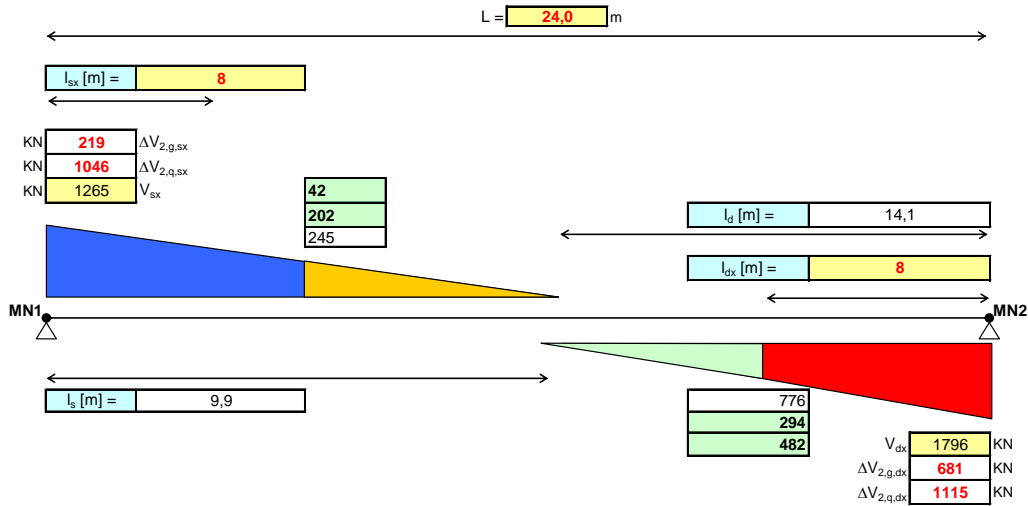 L = 24,0 m
l_sx [m] = 8
KN 219 ΔV_2,g,sx
KN 1046 ΔV_2,q,sx
KN 1265 V_sx
42
202
245
l_d [m] = 14,1
l_dx [m] = 8
MN1 MN2
l_s [m] = 9,9
776
294
482
V_dx 1796 KN
ΔV_2,g,dx 681 KN
ΔV_2,q,dx 1115 KN